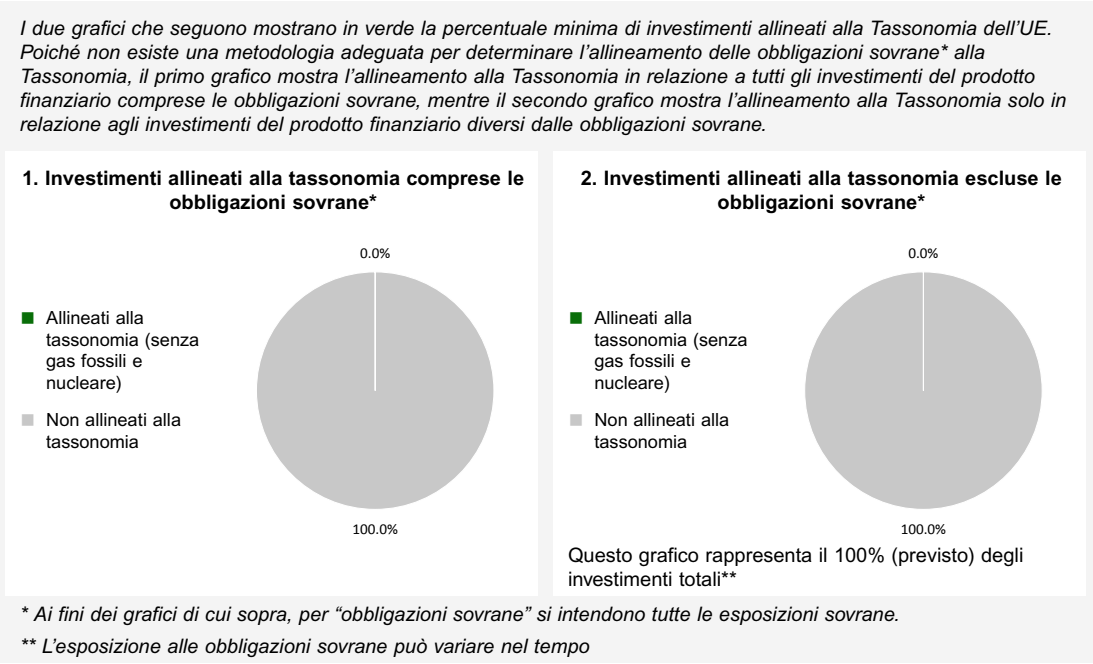 I due grafici che seguono mostrano in verde la percentuale minima di investimenti allineati alla Tassonomia dell’UE.
Poiché non esiste una metodologia adeguata per determinare l’allineamento delle obbligazioni sovrane* alla
Tassonomia, il primo grafico mostra l’allineamento alla Tassonomia in relazione a tutti gli investimenti del prodotto
finanziario comprese le obbligazioni sovrane, mentre il secondo grafico mostra l’allineamento alla Tassonomia solo in
relazione agli investimenti del prodotto finanziario diversi dalle obbligazioni sovrane.
1. Investimenti allineati alla tassonomia comprese le
obbligazioni sovrane*
0.0%
Allineati alla
tassonomia (senza
gas fossili e
nucleare)
Non allineati alla
tassonomia
100.0%
2. Investimenti allineati alla tassonomia escluse le
obbligazioni sovrane*
0.0%
Allineati alla
tassonomia (senza
gas fossili e
nucleare)
Non allineati alla
tassonomia
100.0%
Questo grafico rappresenta il 100% (previsto) degli
investimenti totali**
* Ai fini dei grafici di cui sopra, per “obbligazioni sovrane” si intendono tutte le esposizioni sovrane.
** L’esposizione alle obbligazioni sovrane può variare nel tempo